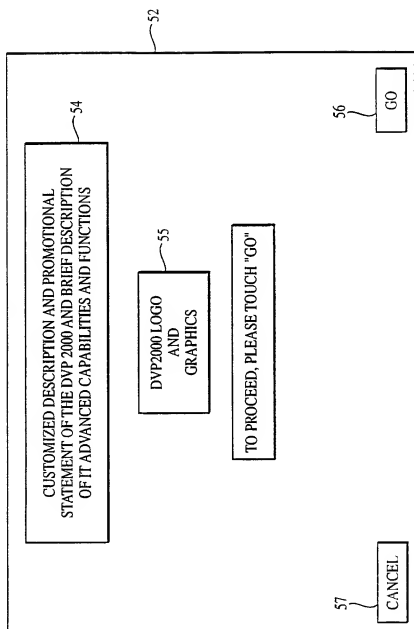 52
54
CUSTOMIZED DESCRIPTION AND PROMOTIONAL
STATEMENT OF THE DVP 2000 AND BRIEF DESCRIPTION
OF IT ADVANCED CAPABILITIES AND FUNCTIONS
55
DVP2000 LOGO
AND
GRAPHICS
TO PROCEED, PLEASE TOUCH "GO"
57
CANCEL
56
GO